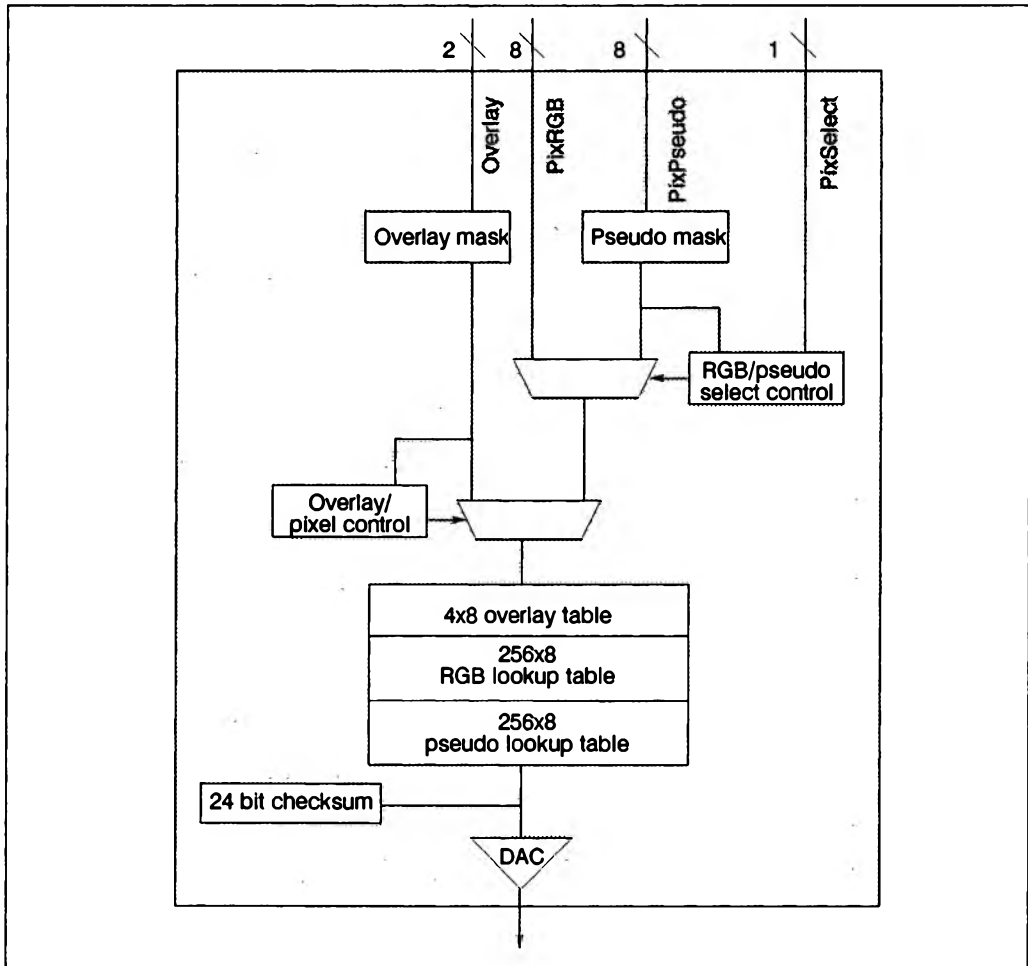 2 8 8 1
Overlay
PixRGB
PixPseudo
PixSelect
Overlay mask
Pseudo mask
RGB/pseudo
select control
Overlay/
pixel control
4x8 overlay table
256x8
RGB lookup table
256x8
pseudo lookup table
24 bit checksum
DAC